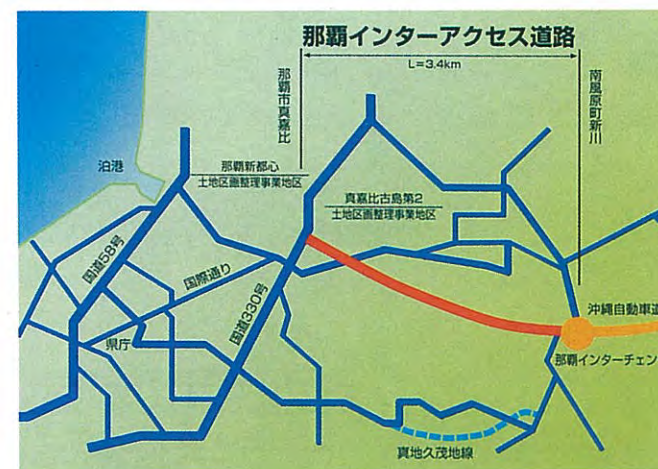 那覇インターアクセス道路
L=3.4km
那覇市真嘉比
南風原町新川
泊港
那覇新都心
土地区画整理事業地区
真嘉比古島第2
土地区画整理事業地区
国道58号
国際通り
国道330号
沖縄自動車道
県庁
那覇インターチェン
真地久茂地線